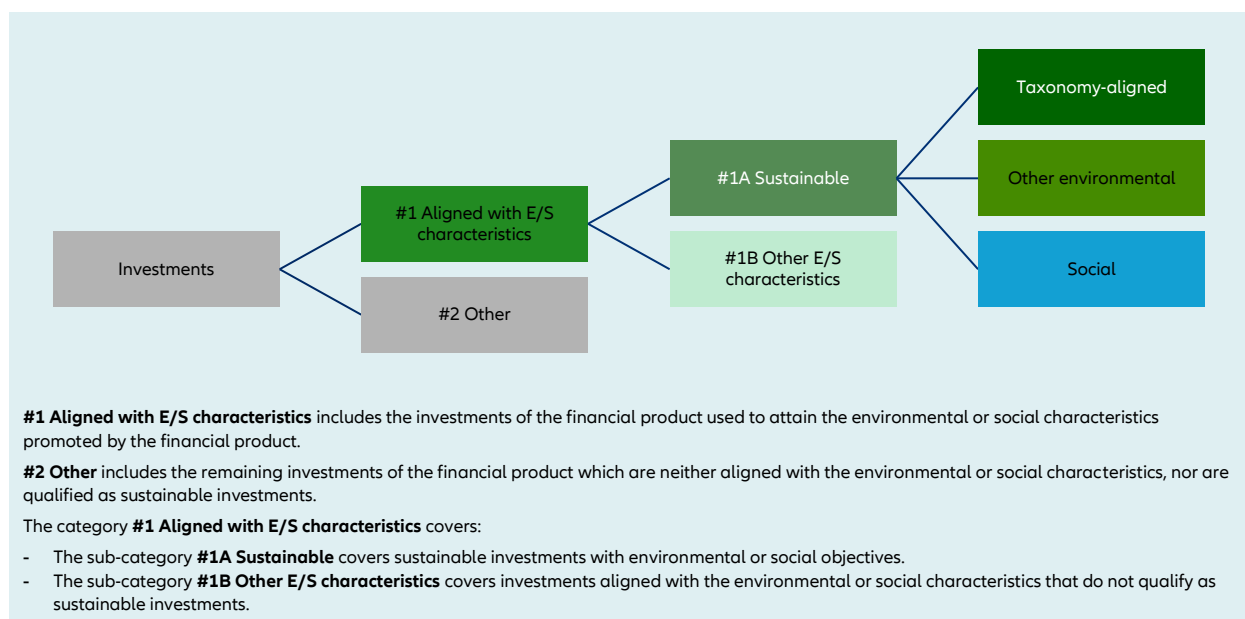 Taxonomy-aligned
#1A Sustainable
Other environmental
#1 Aligned with E/S
characteristics
Investments
#1B Other E/S
characteristics
Social
#2 Other
#1 Aligned with E/S characteristics includes the investments of the financial product used to attain the environmental or social characteristics
promoted by the financial product.
#2 Other includes the remaining investments of the financial product which are neither aligned with the environmental or social characteristics, nor are
qualified as sustainable investments.
The category #1 Aligned with E/S characteristics covers:
- The sub-category #1A Sustainable covers sustainable investments with environmental or social objectives.
- The sub-category #1B Other E/S characteristics covers investments aligned with the environmental or social characteristics that do not qualify as
sustainable investments.